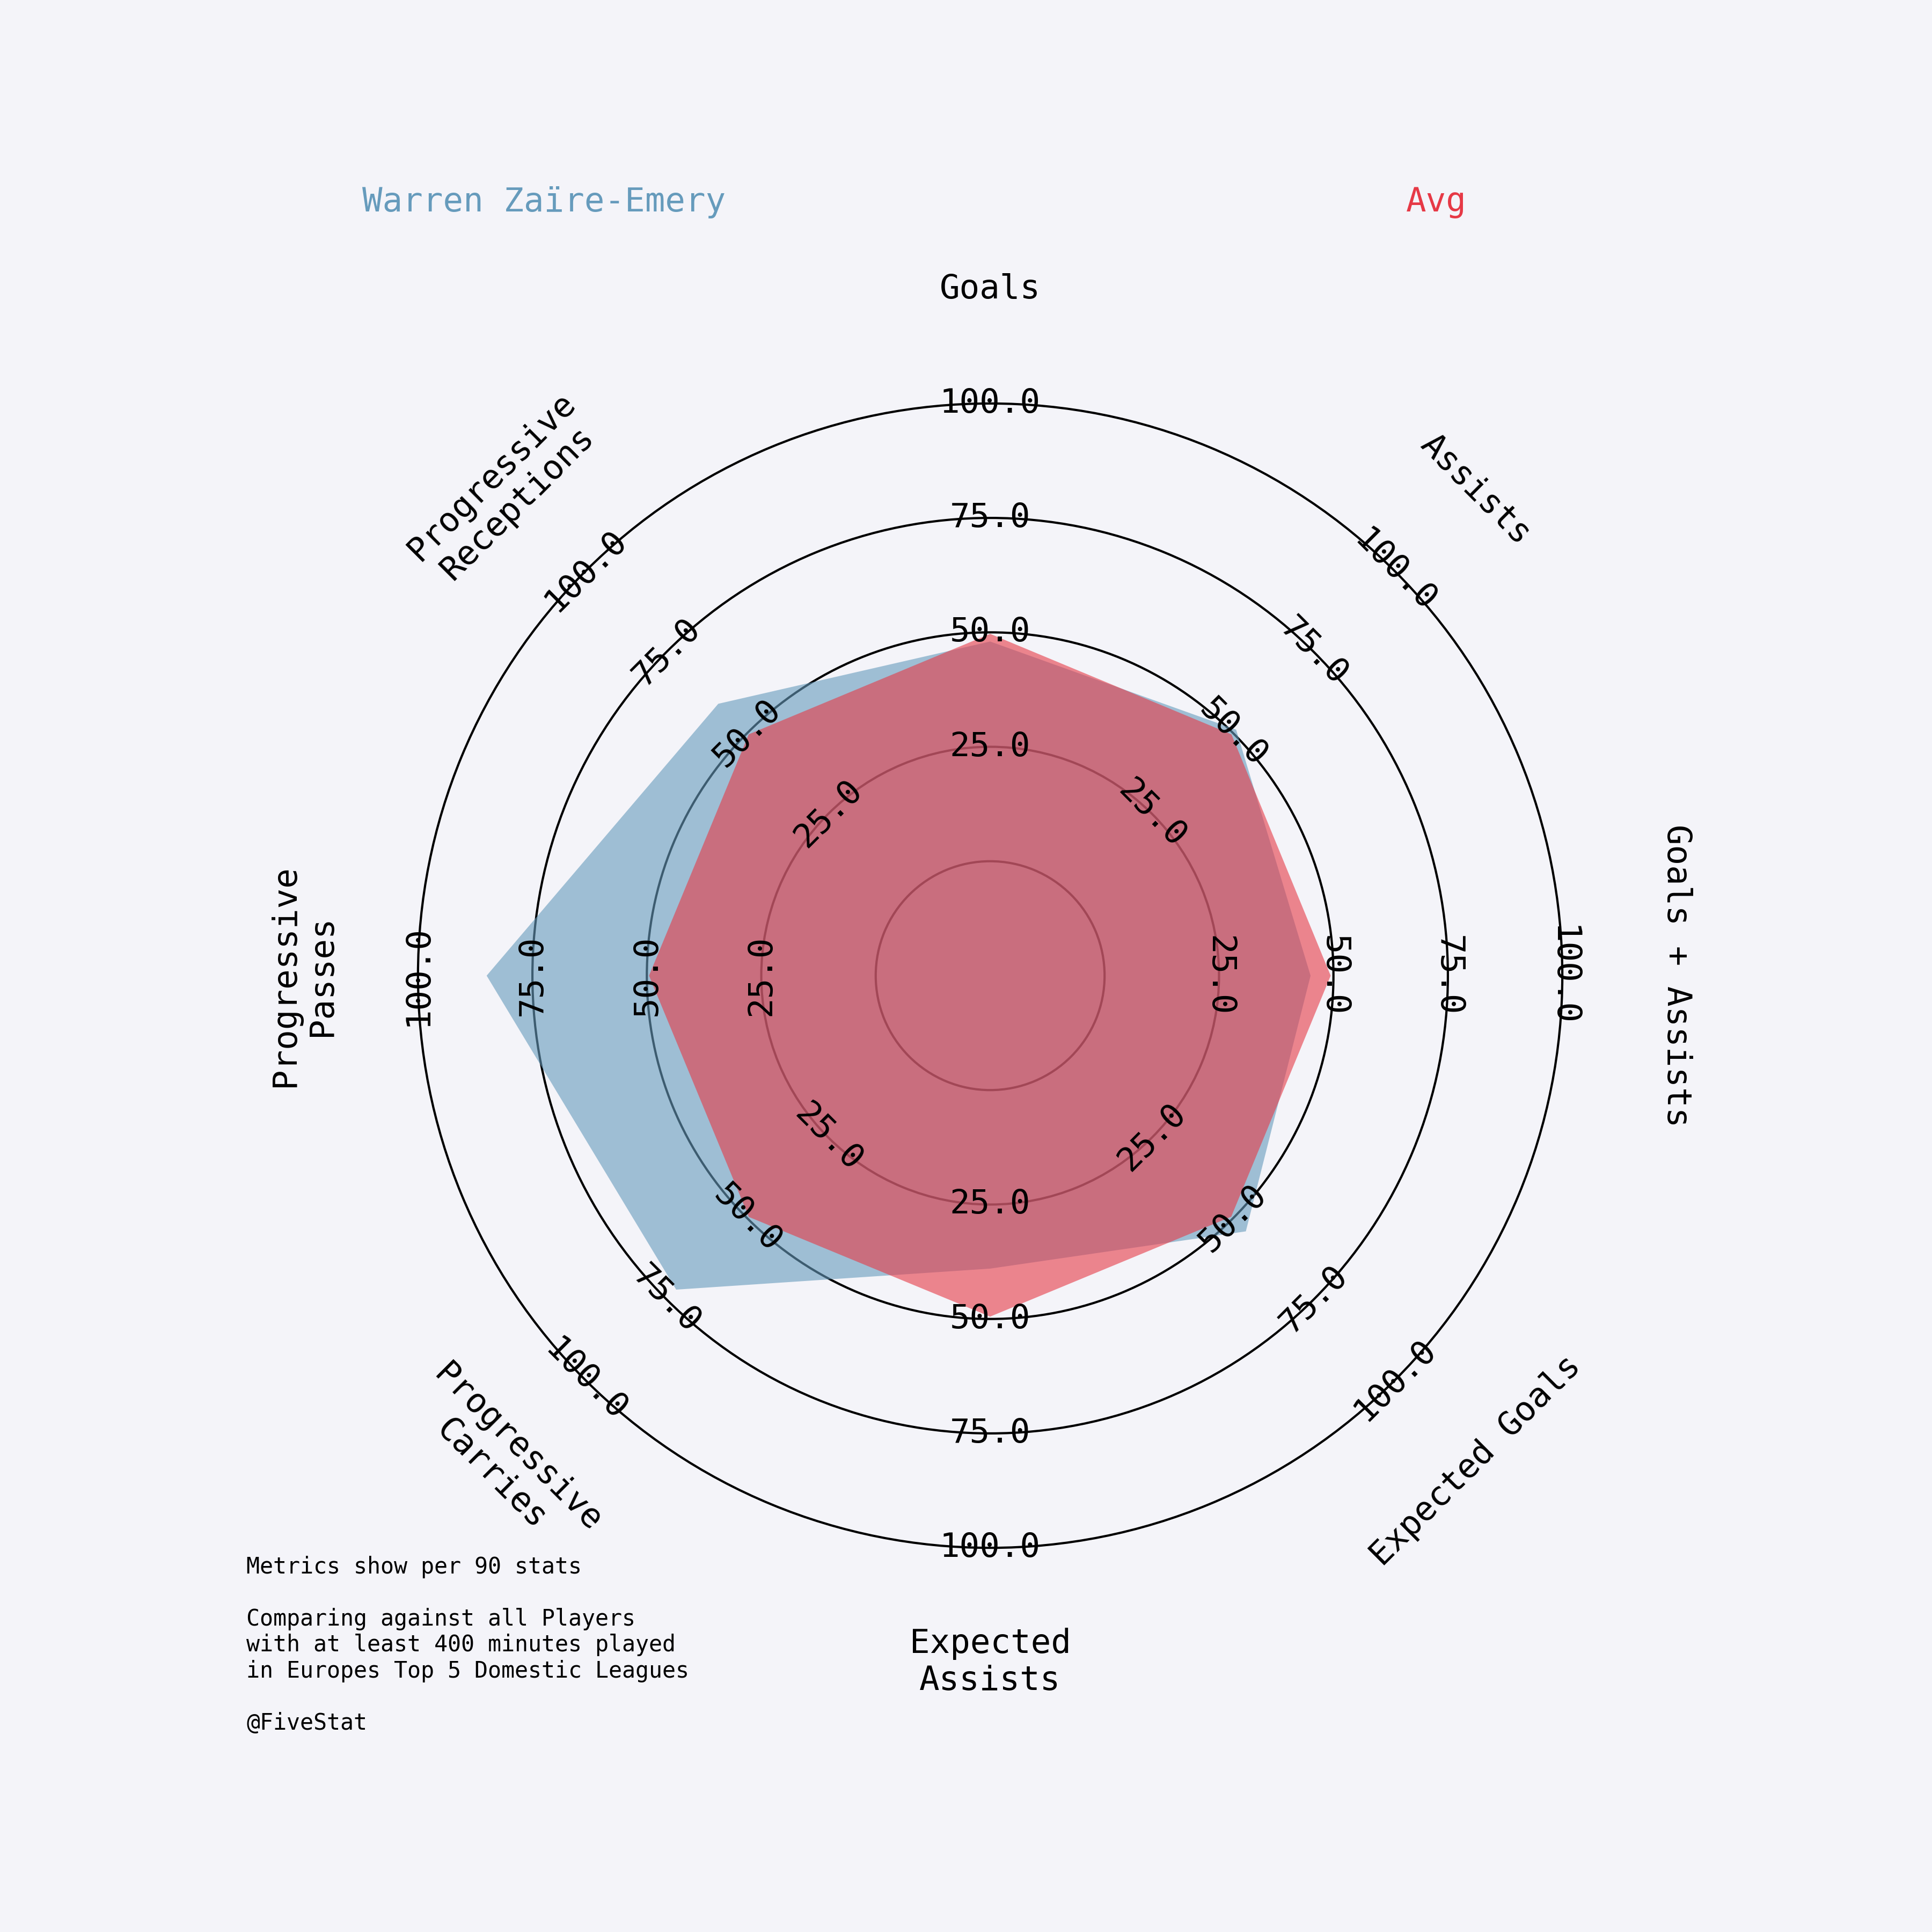 Warren Zaïre-Emery
Avg
Goals
Assists
Goals + Assists
Expected Goals
Expected
Assists
Progressive
Carries
Progressive
Passes
Progressive
Receptions
25.0
50.0
75.0
100.0
25.0
50.0
75.0
100.0
25.0
50.0
75.0
100.0
25.0
50.0
75.0
100.0
25.0
50.0
75.0
100.0
25.0
50.0
75.0
100.0
25.0
50.0
75.0
100.0
25.0
50.0
75.0
100.0
Metrics show per 90 stats
Comparing against all Players
with at least 400 minutes played
in Europes Top 5 Domestic Leagues
@FiveStat